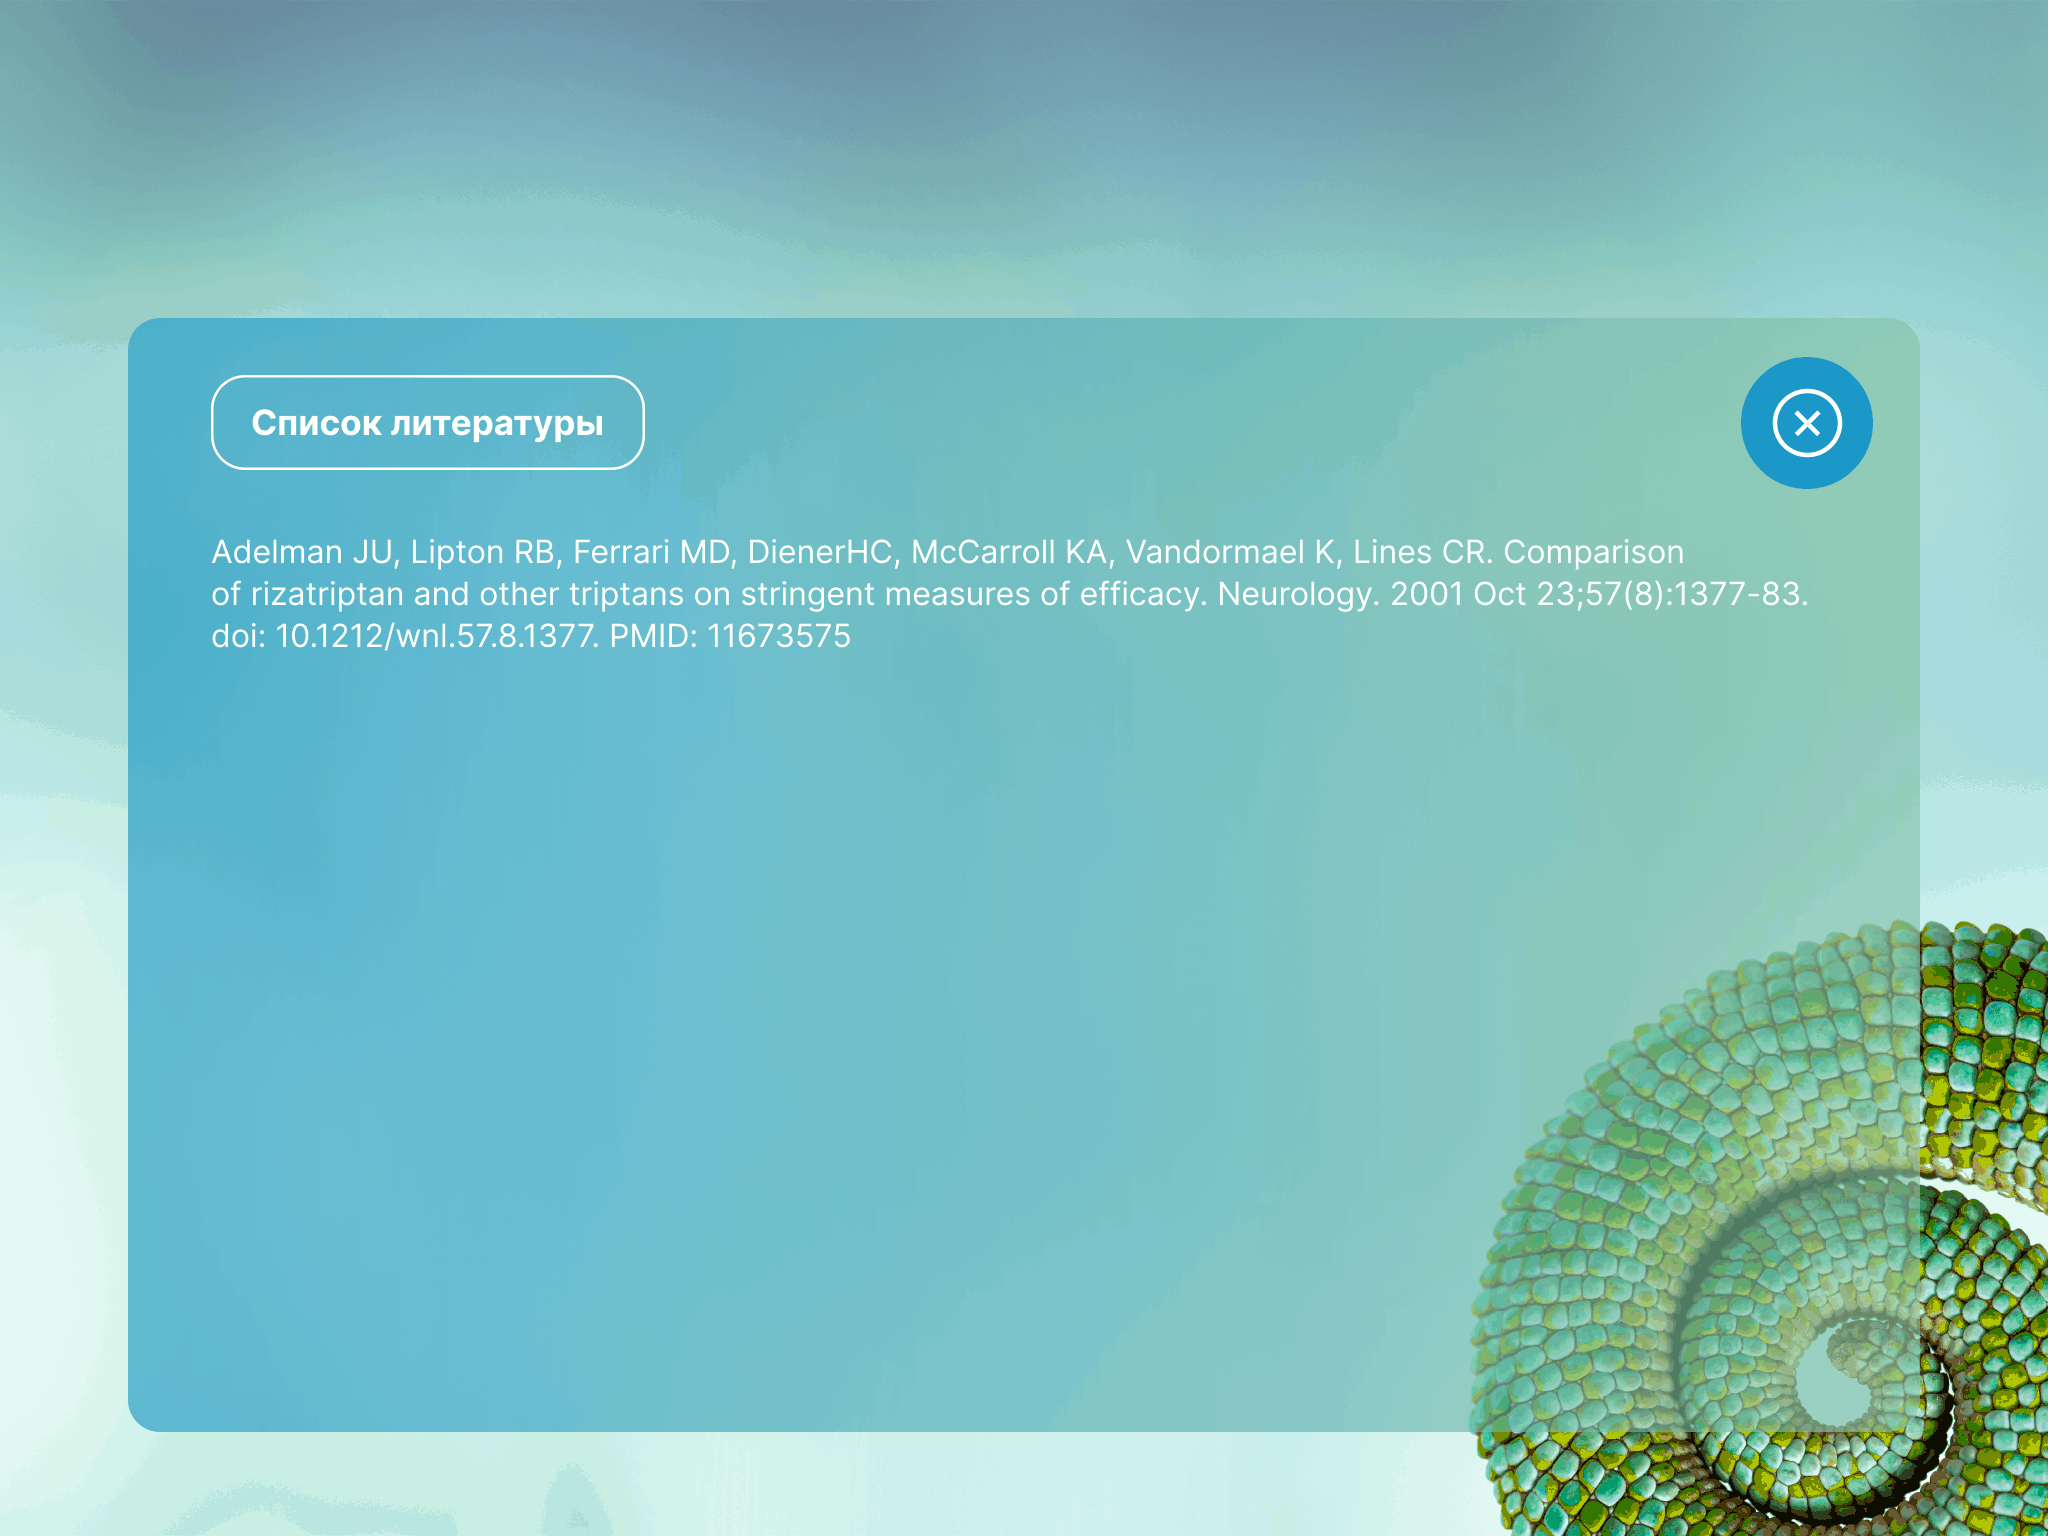 Список литературы
Adelman JU, Lipton RB, Ferrari MD, DienerHC, McCarroll KA, Vandormael K, Lines CR. Comparison
of rizatriptan and other triptans on stringent measures of efficacy. Neurology. 2001 Oct 23;57(8):1377-83.
doi: 10.1212/wnl.57.8.1377. PMID: 11673575